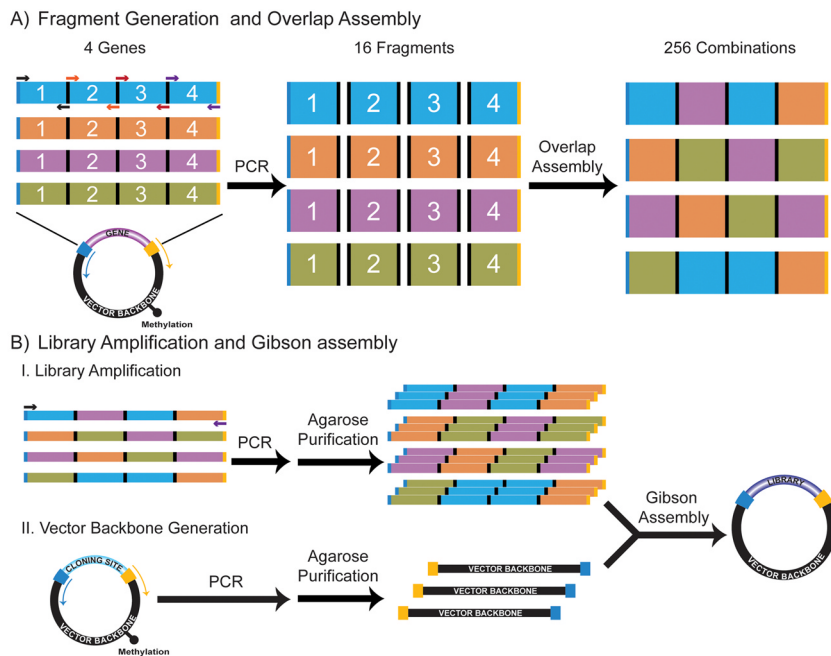 A) Fragment Generation and Overlap Assembly
4 Genes
16 Fragments
256 Combinations
1 2 3 4
1 2 3 4
1 2 3 4
1 2 3 4
PCR
1 2 3 4
1 2 3 4
1 2 3 4
1 2 3 4
Overlap
Assembly
GENE
VECTOR BACKBONE
Methylation
B) Library Amplification and Gibson assembly
I. Library Amplification
PCR
Agarose
Purification
Gibson
Assembly
LIBRARY
VECTOR BACKBONE
II. Vector Backbone Generation
CLONING SITE
VECTOR BACKBONE
Methylation
PCR
Agarose
Purification
VECTOR BACKBONE
VECTOR BACKBONE
VECTOR BACKBONE